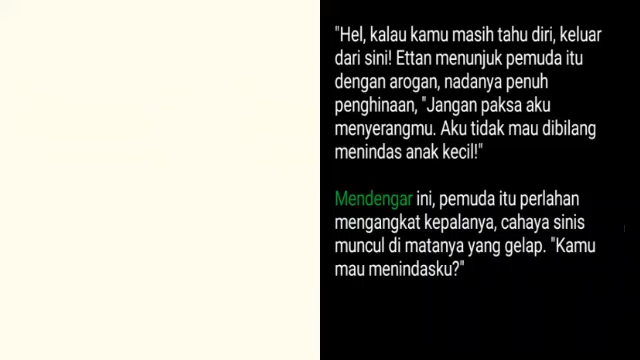 "Hel, kalau kamu masih tahu diri, keluar
dari sini! Ettan menunjuk pemuda itu
dengan arogan, nadanya penuh
penghinaan, "Jangan paksa aku
menyerangmu. Aku tidak mau dibilang
menindas anak kecil!"
Mendengar ini, pemuda itu perlahan
mengangkat kepalanya, cahaya sinis
muncul di matanya yang gelap. "Kamu
mau menindasku?"